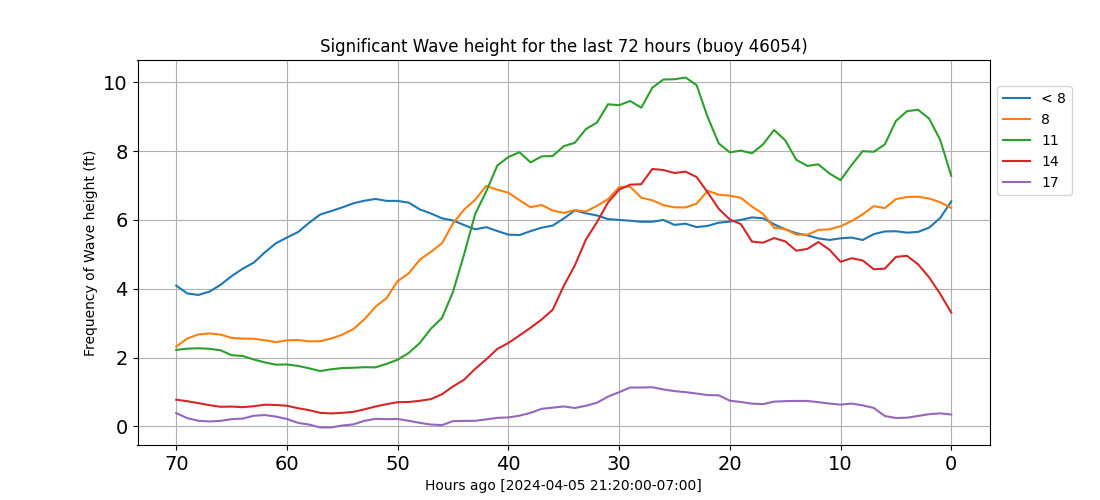 Significant Wave height for the last 72 hours (buoy 46054)
Frequency of Wave height (ft)
10
8
6
4
2
0
70 60 50 40 30 20 10 0
Hours ago [2024-04-05 21:20:00-07:00]
< 8
8
11
14
17